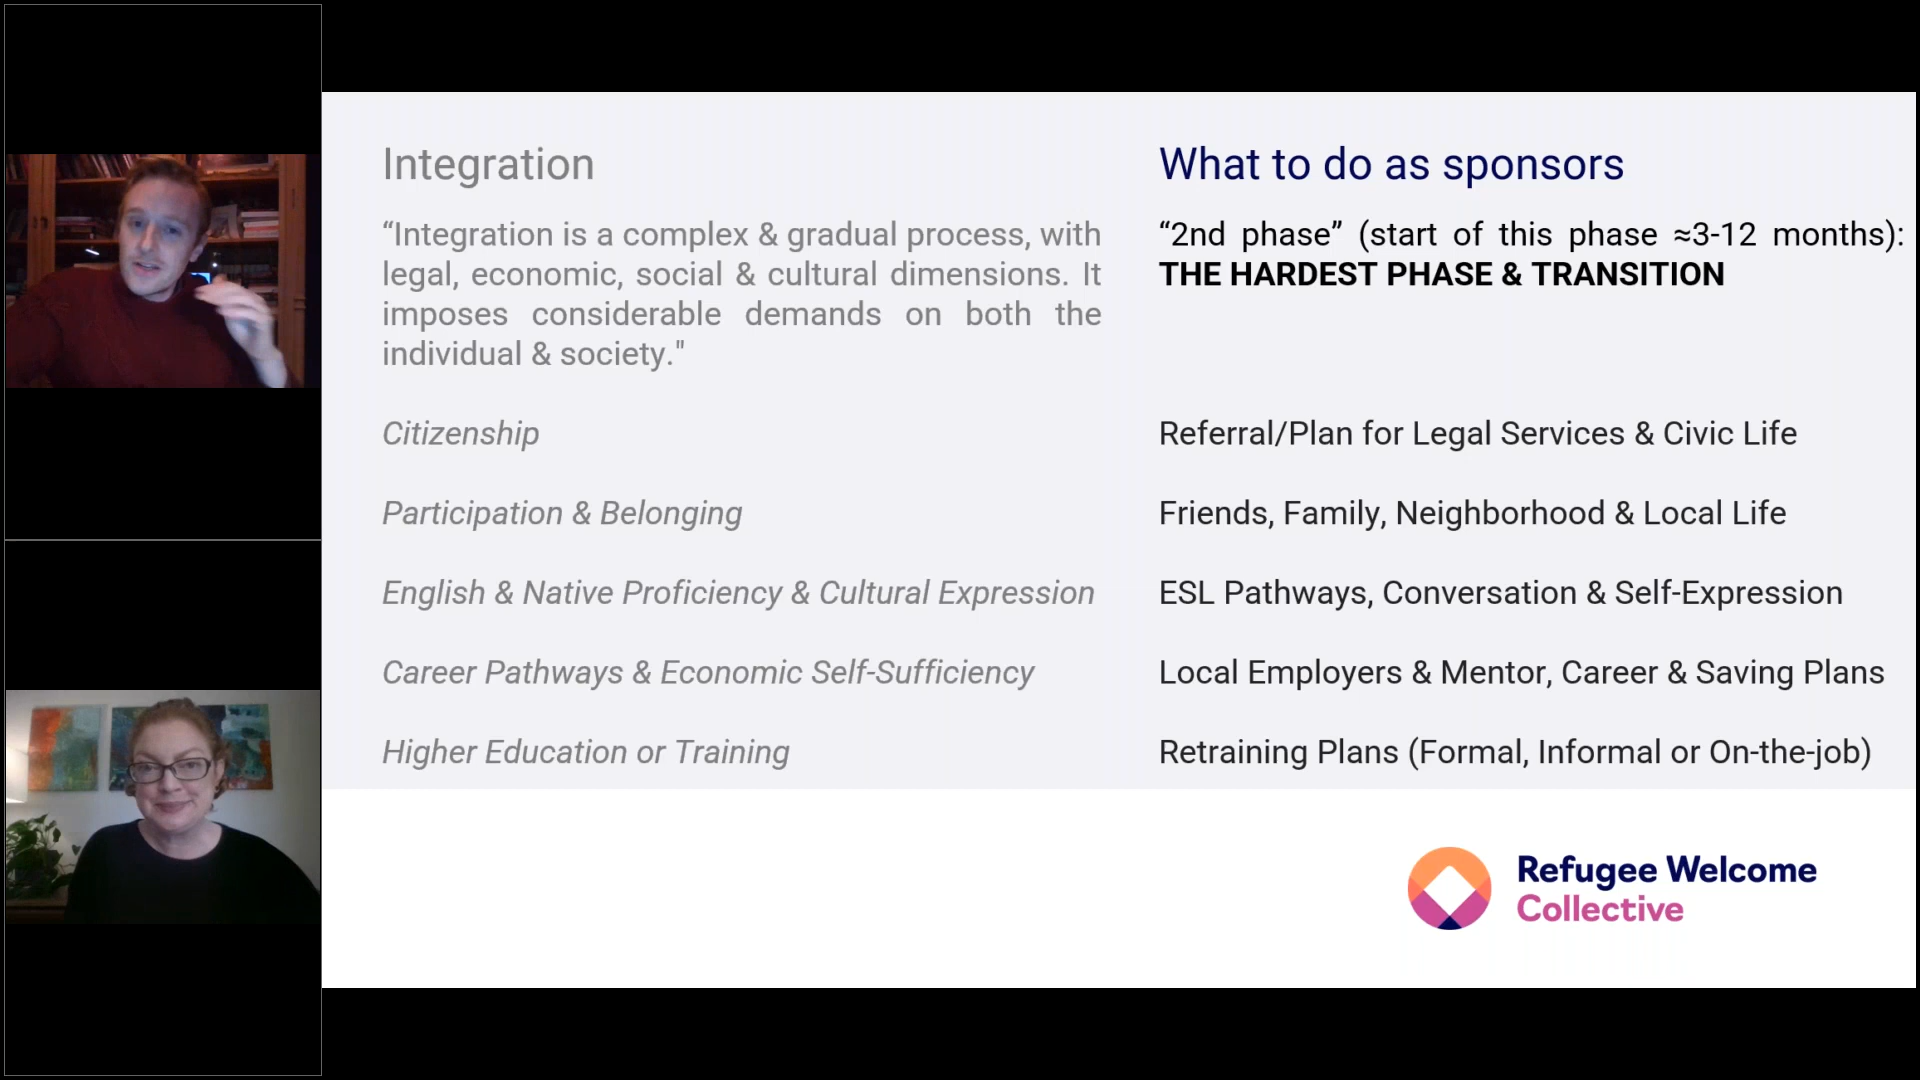 Integration
“Integration is a complex & gradual process, with
legal, economic, social & cultural dimensions. It
imposes considerable demands on both the
individual & society."
Citizenship
Participation & Belonging
English & Native Proficiency & Cultural Expression
Career Pathways & Economic Self-Sufficiency
Higher Education or Training
What to do as sponsors
“2nd phase” (start of this phase ≈3-12 months):
THE HARDEST PHASE & TRANSITION
Referral/Plan for Legal Services & Civic Life
Friends, Family, Neighborhood & Local Life
ESL Pathways, Conversation & Self-Expression
Local Employers & Mentor, Career & Saving Plans
Retraining Plans (Formal, Informal or On-the-job)
Refugee Welcome
Collective